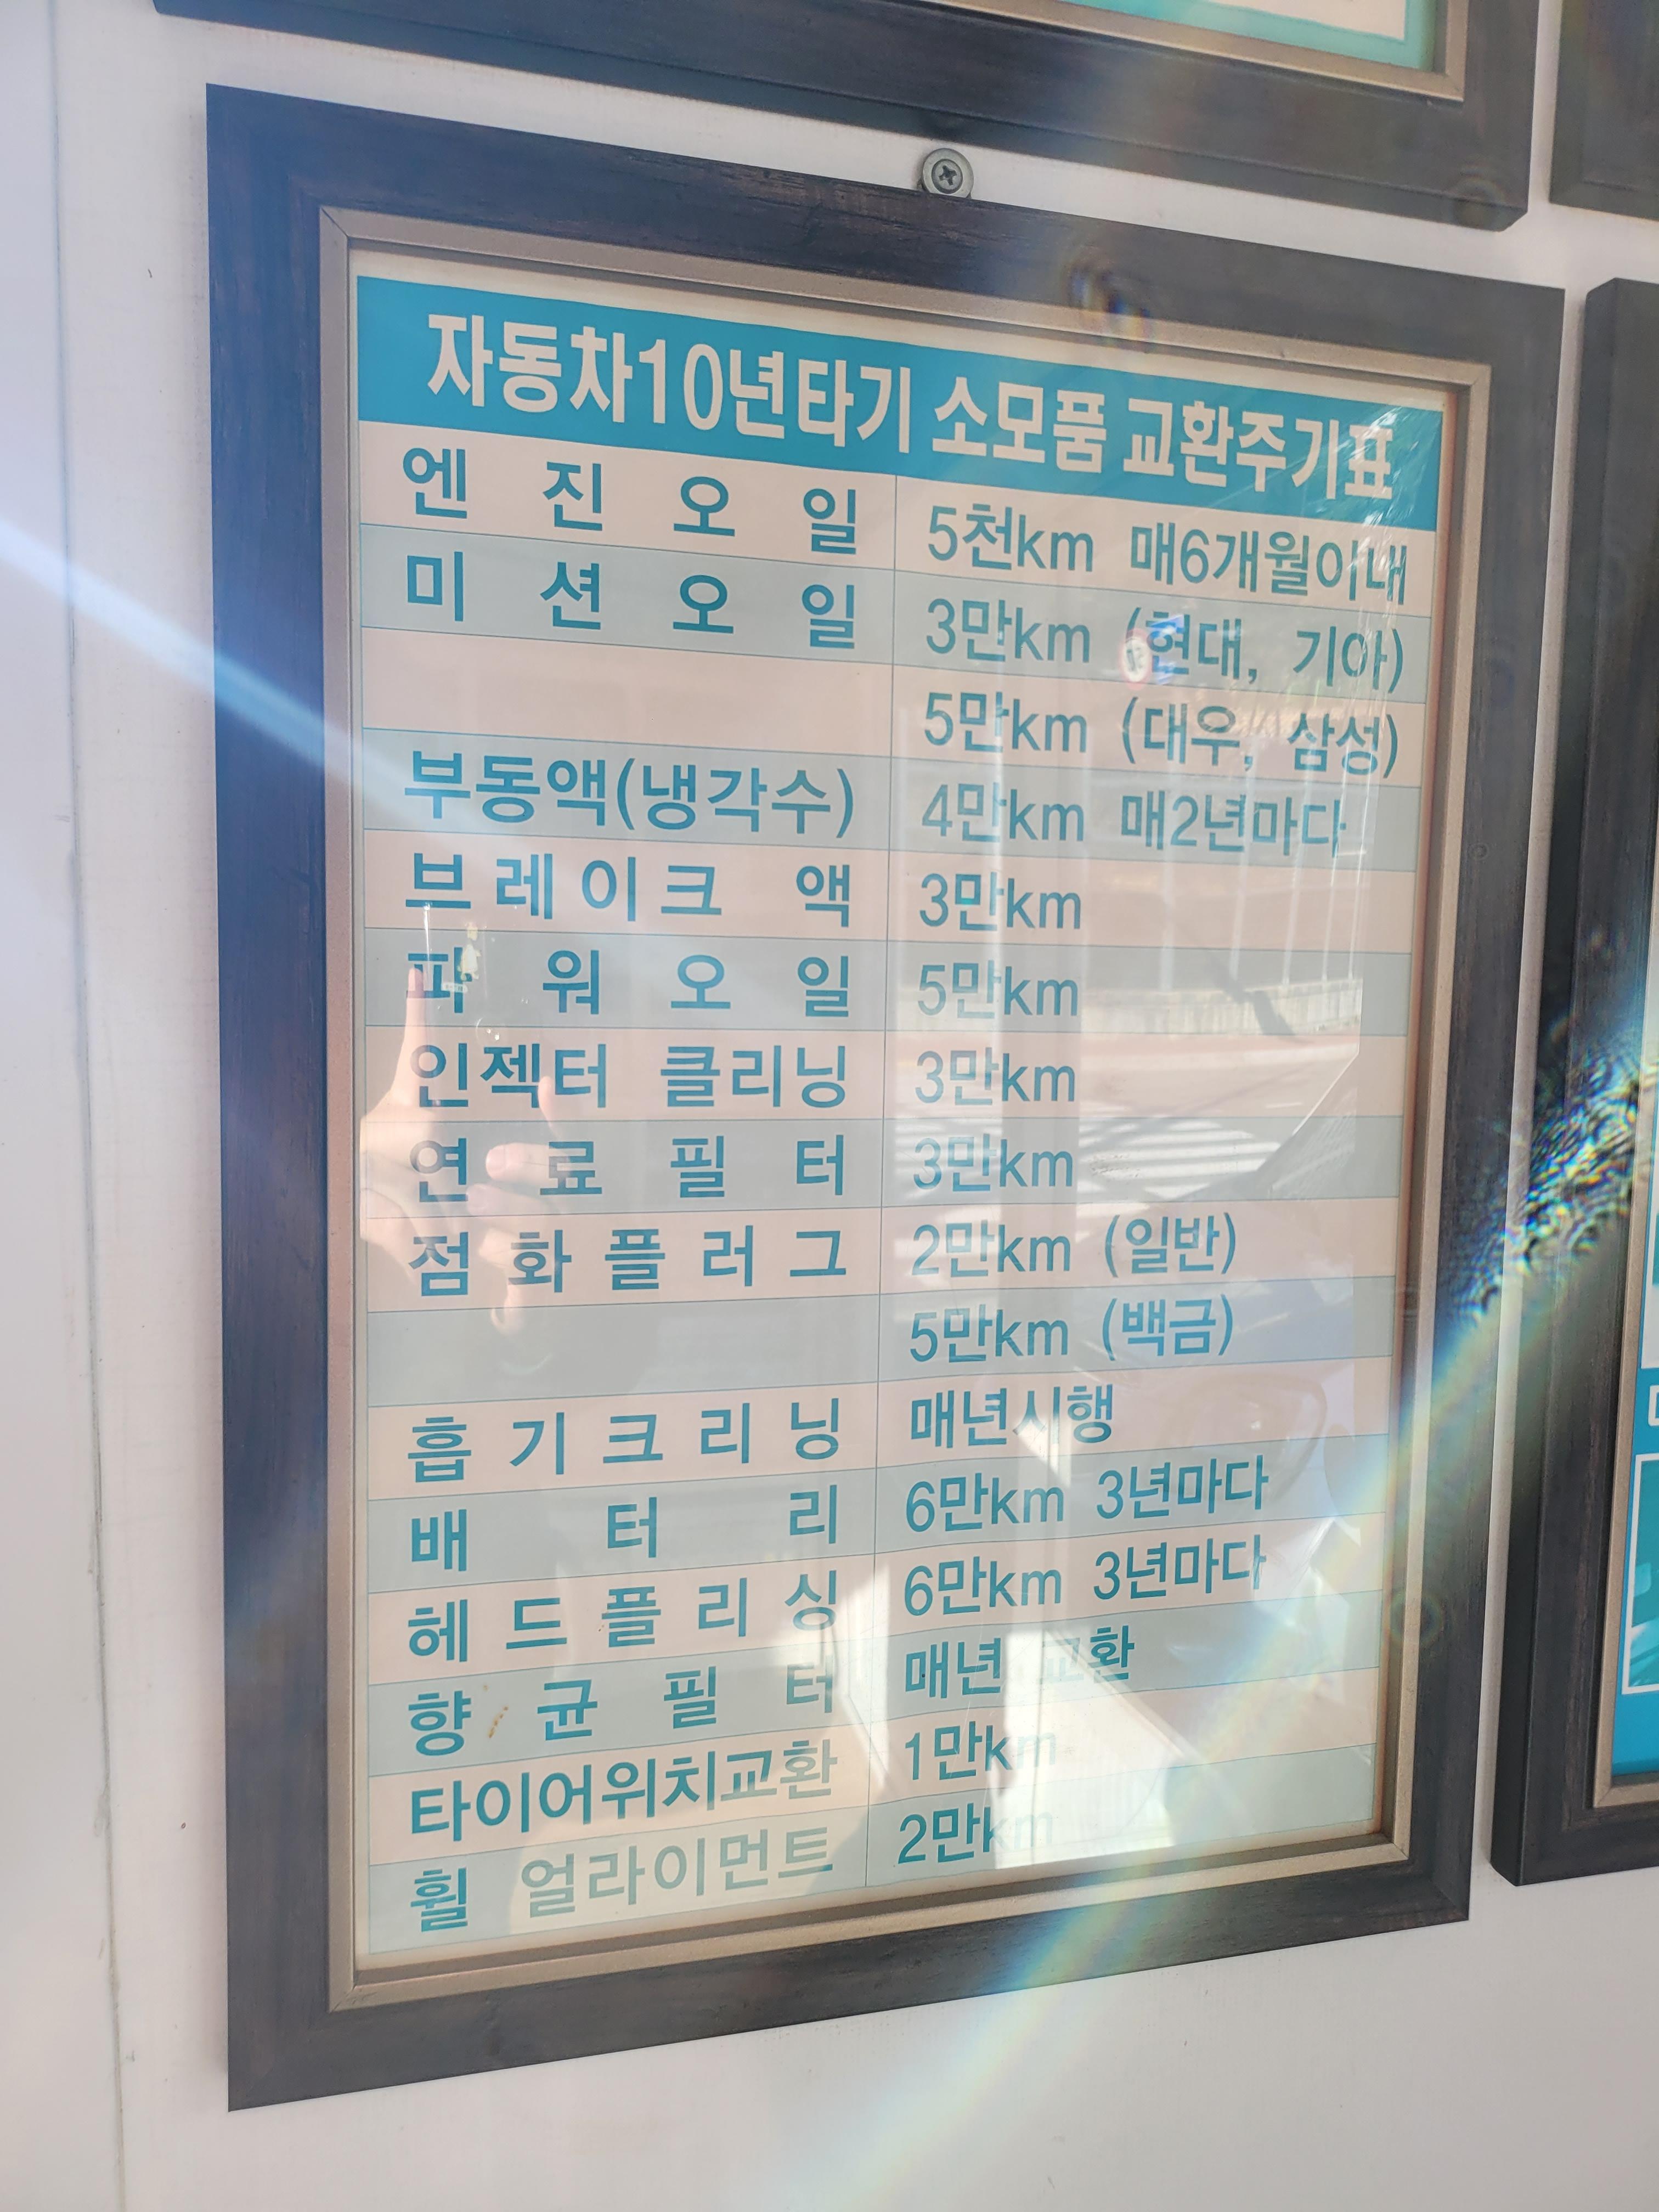 자동차10년타기 소모품 교환주기표
엔진오일 5천km 매6개월이내
미션오일 3만km (현대, 기아)
5만km (대우, 삼성)
부동액(냉각수) 4만km 매2년마다
브레이크 액 3만km
파워오일 5만km
인젝터 클리닝 3만km
연료필터 3만km
점화플러그 2만km (일반)
5만km (백금)
흡기크리닝 매년시행
배터리 6만km 3년마다
헤드플리싱 6만km 3년마다
향균필터 매년 교환
타이어위치교환 1만km
휠 얼라이먼트 2만km